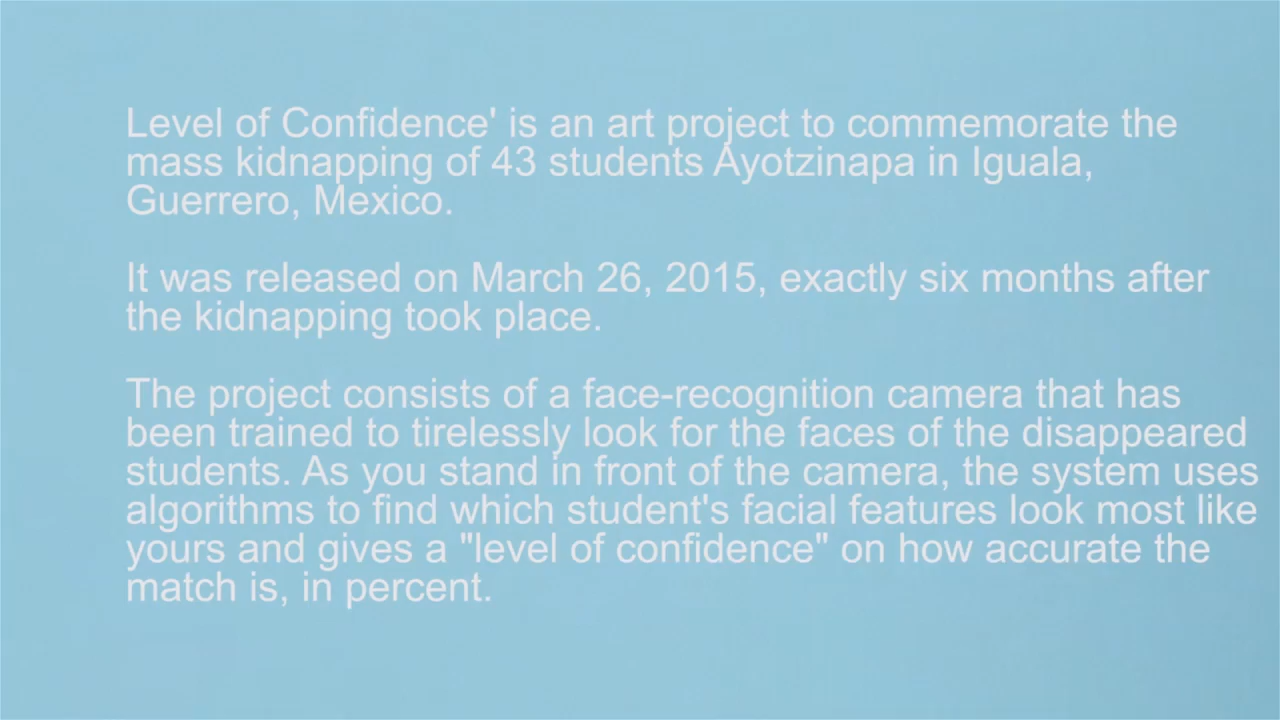 Level of Confidence' is an art project to commemorate the
mass kidnapping of 43 students Ayotzinapa in Iguala,
Guerrero, Mexico.
It was released on March 26, 2015, exactly six months after
the kidnapping took place.
The project consists of a face-recognition camera that has
been trained to tirelessly look for the faces of the disappeared
students. As you stand in front of the camera, the system uses
algorithms to find which student's facial features look most like
yours and gives a "level of confidence" on how accurate the
match is, in percent.